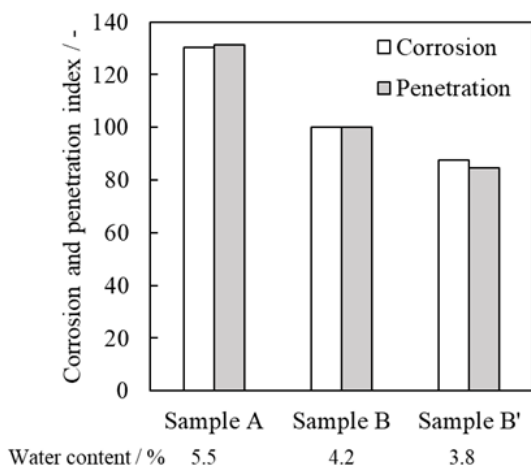 Corrosion and penetration index / -
140
120
100
80
60
40
20
0
Corrosion
Penetration
Sample A Sample B Sample B'
Water content / % 5.5 4.2 3.8